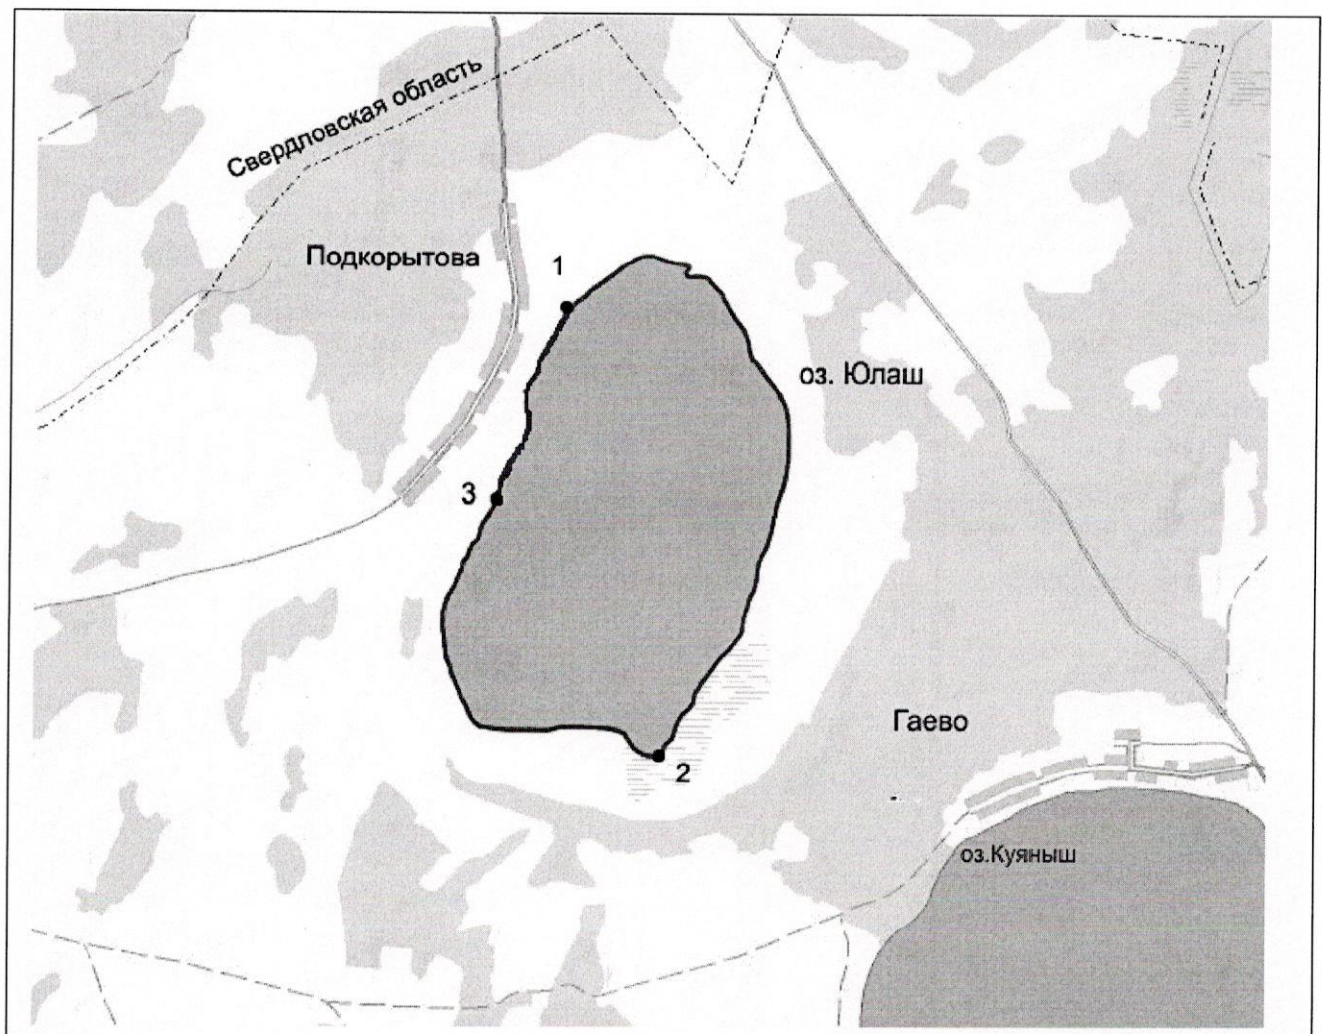 Свердловская область
Подкорытова
1
оз. Юлаш
3
Гаево
2
оз.Куяныш